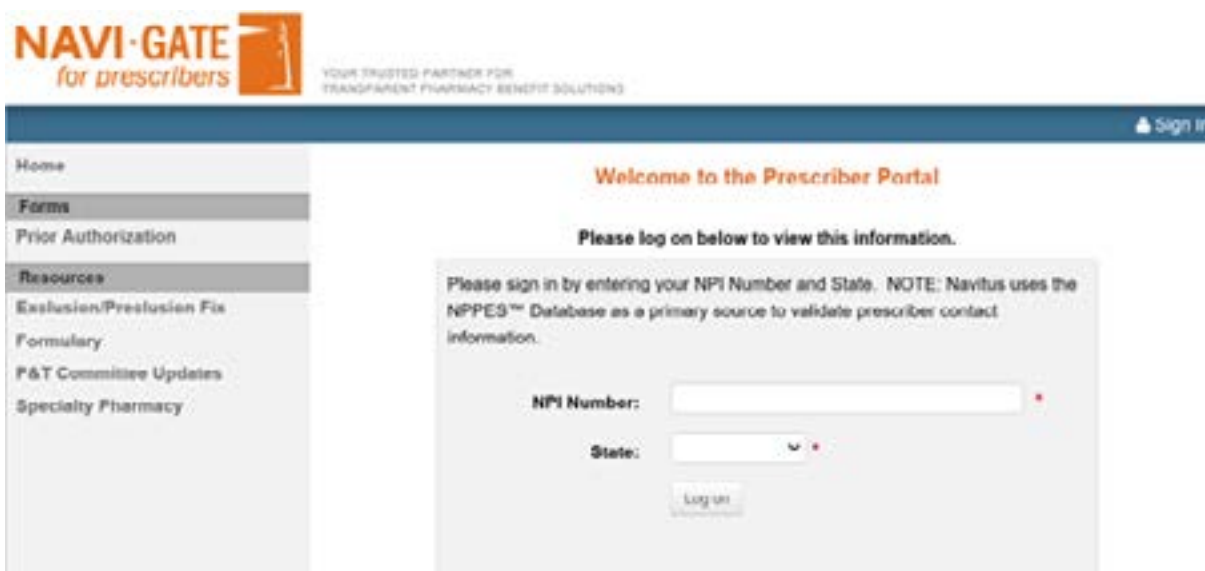 NAVI·GATE
for prescribers
YOUR TRUSTED PARTNER FOR
TRANSPARENT PHARMACY BENEFIT SOLUTIONS
Sign In
Home
Forms
Prior Authorization
Resources
Exclusion/Preclusion Fix
Formulary
P&T Committee Updates
Specialty Pharmacy
Welcome to the Prescriber Portal
Please log on below to view this information.
Please sign in by entering your NPI Number and State. NOTE: Navitus uses the
NPPES™ Database as a primary source to validate prescriber contact
information.
NPI Number: *
State: *
Log on